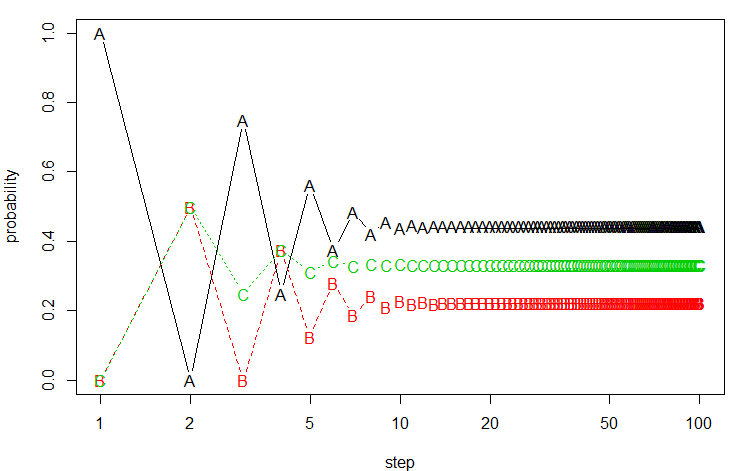 probability
1.0
0.8
0.6
0.4
0.2
0.0
A A A A A A A A A A
B B B B B B B B B B
C C C C C C C C
1 2 5 10 20 50 100
step